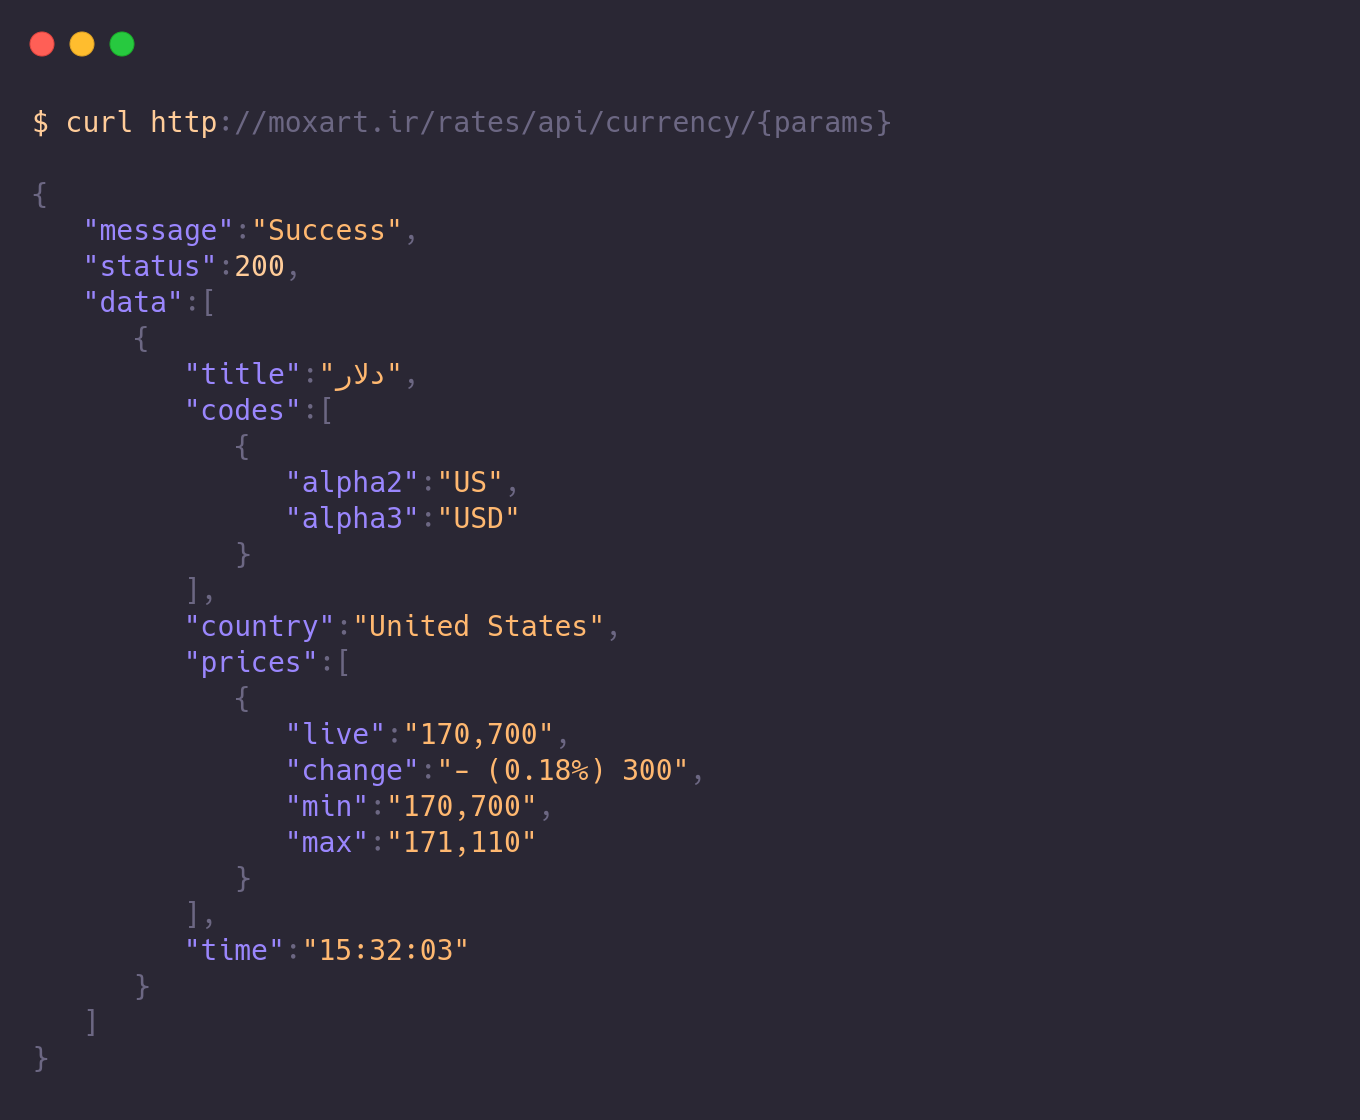 $ curl http://moxart.ir/rates/api/currency/{params}
{
"message":"Success",
"status":200,
"data":[
{
"title":"دلار",
"codes":[
{
"alpha2":"US",
"alpha3":"USD"
}
],
"country":"United States",
"prices":[
{
"live":"170,700",
"change":"- (0.18%) 300",
"min":"170,700",
"max":"171,110"
}
],
"time":"15:32:03"
}
]
}